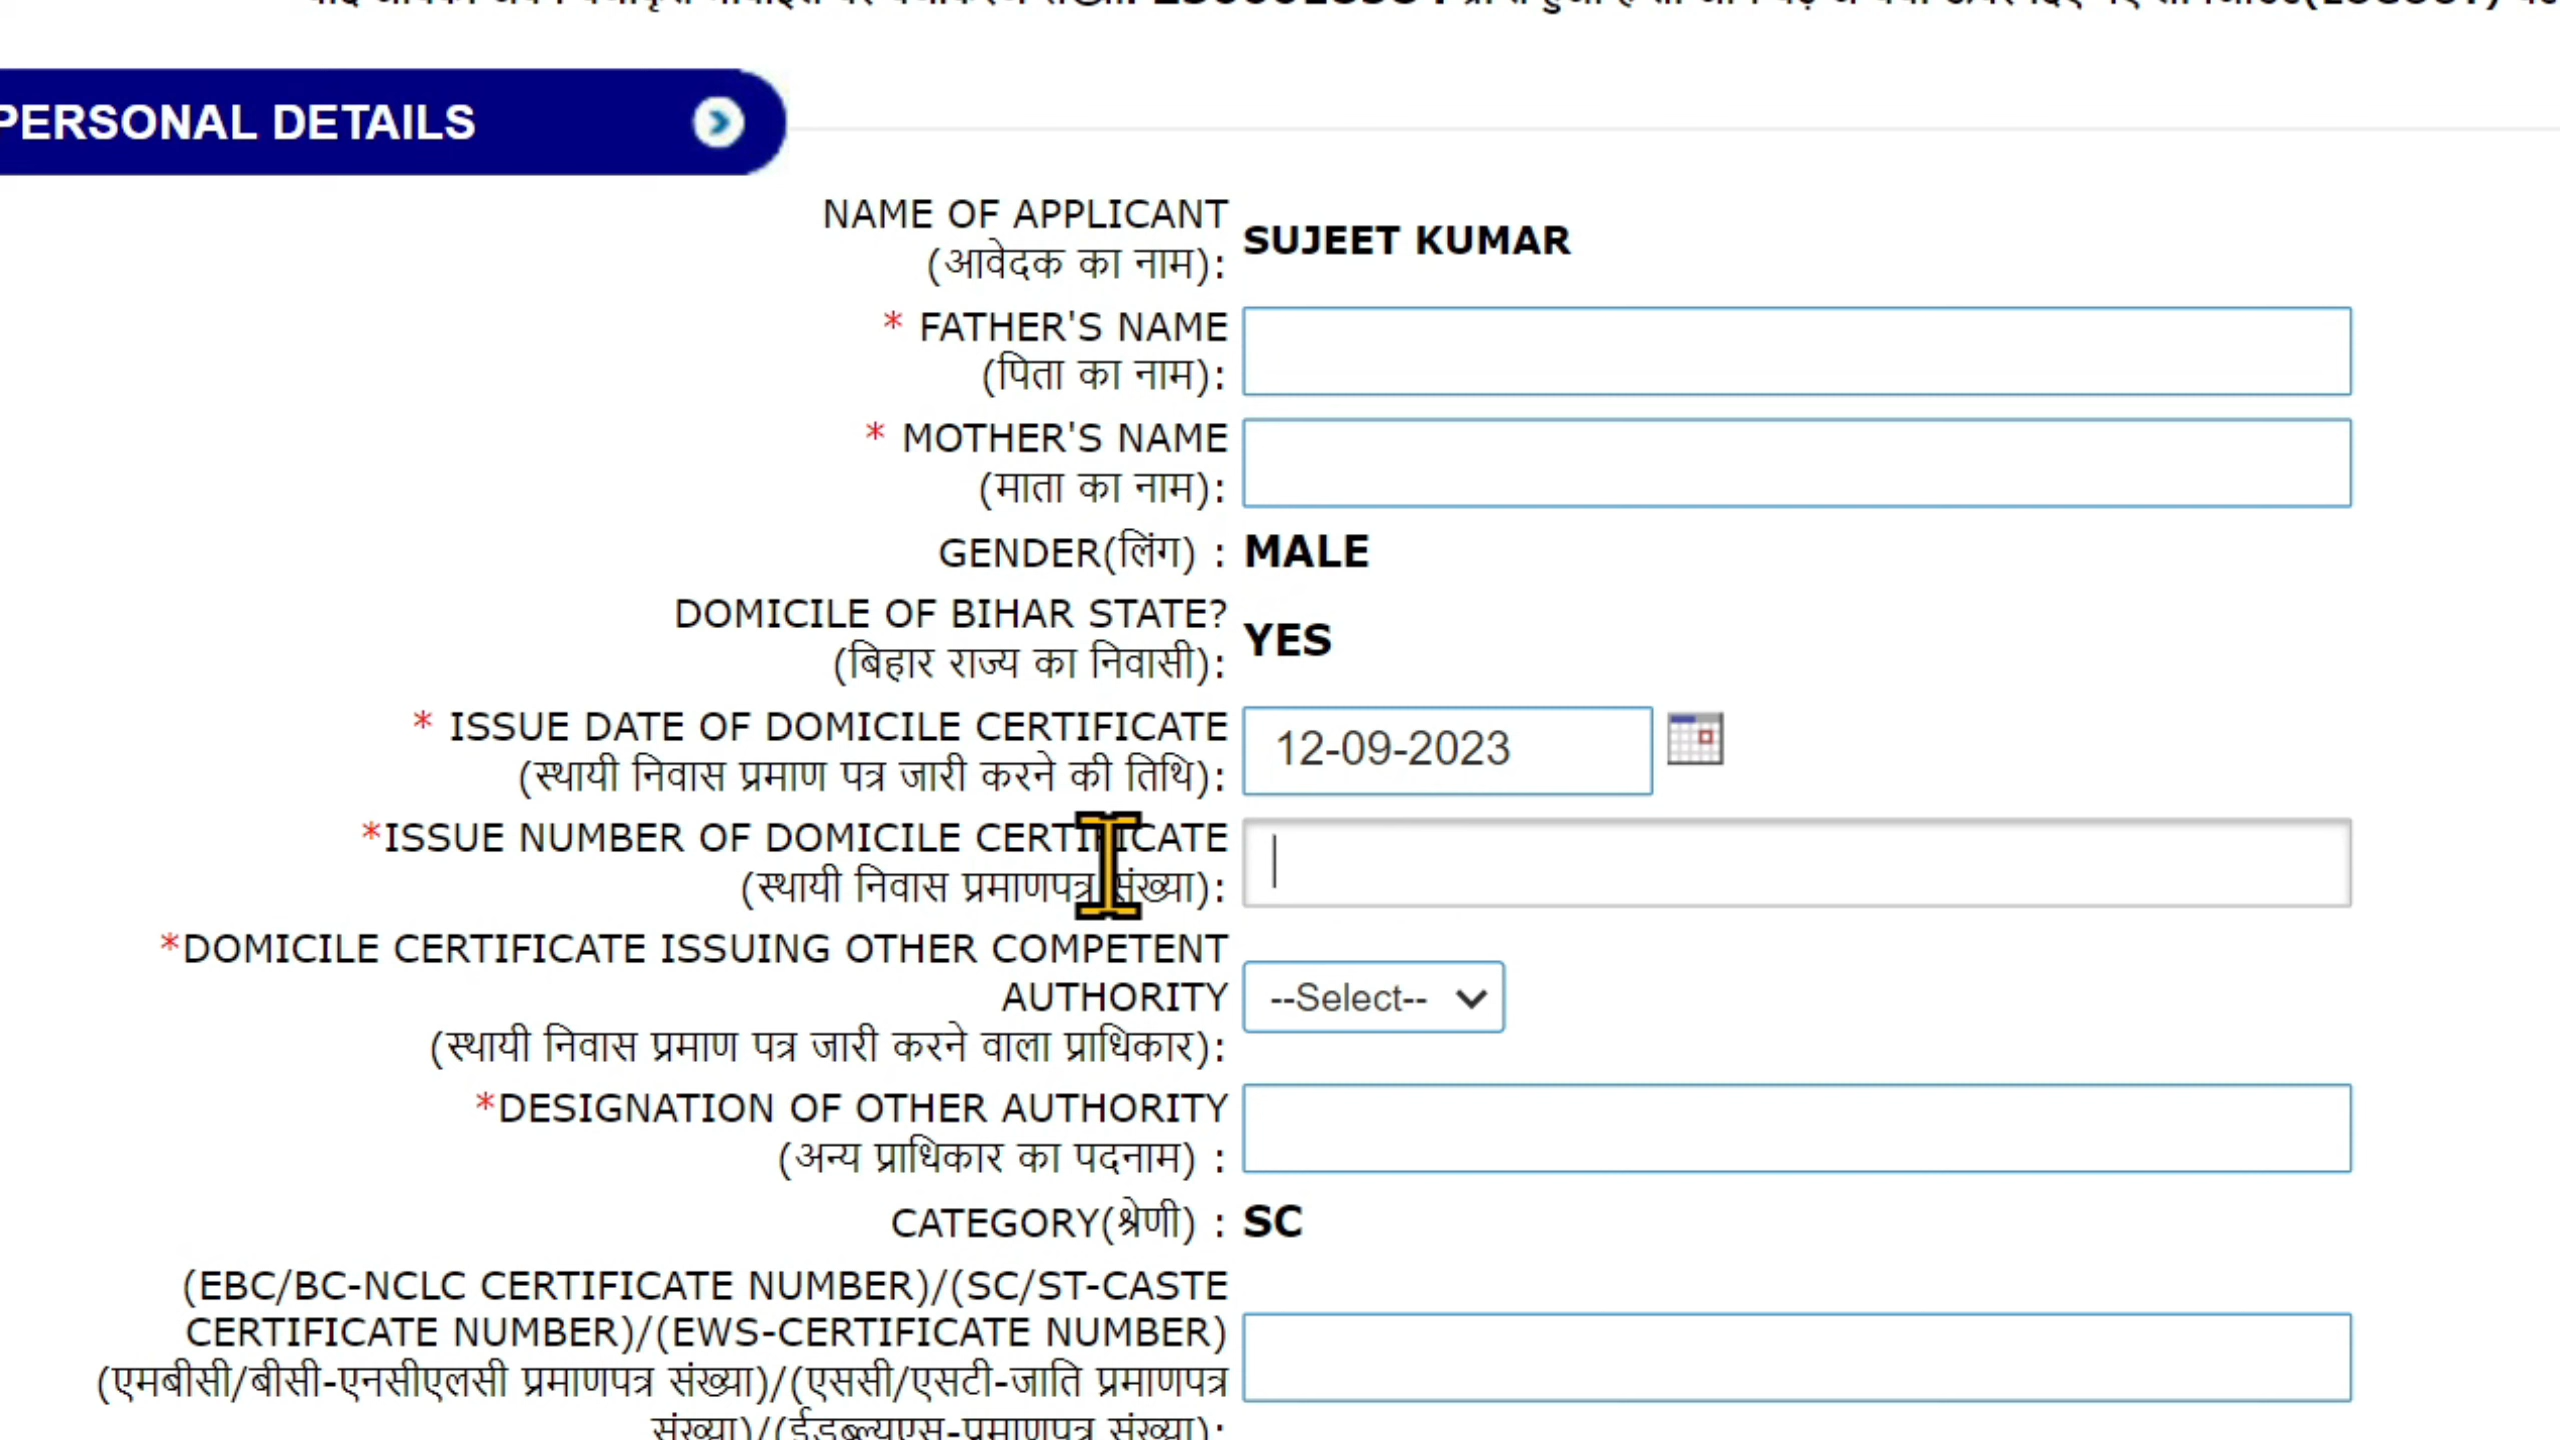 PERSONAL DETAILS
NAME OF APPLICANT
(आवेदक का नाम): SUJEET KUMAR
* FATHER'S NAME
(पिता का नाम):
* MOTHER'S NAME
(माता का नाम):
GENDER(लिंग) : MALE
DOMICILE OF BIHAR STATE?
(बिहार राज्य का निवासी): YES
* ISSUE DATE OF DOMICILE CERTIFICATE
(स्थायी निवास प्रमाण पत्र जारी करने की तिथि): 12-09-2023
*ISSUE NUMBER OF DOMICILE CERTIFICATE
(स्थायी निवास प्रमाणपत्र संख्या):
*DOMICILE CERTIFICATE ISSUING OTHER COMPETENT
AUTHORITY --Select--
(स्थायी निवास प्रमाण पत्र जारी करने वाला प्राधिकार):
*DESIGNATION OF OTHER AUTHORITY
(अन्य प्राधिकार का पदनाम) :
CATEGORY(श्रेणी) : SC
(EBC/BC-NCLC CERTIFICATE NUMBER)/(SC/ST-CASTE
CERTIFICATE NUMBER)/(EWS-CERTIFICATE NUMBER)
(एमबीसी/बीसी-एनसीएलसी प्रमाणपत्र संख्या)/(एससी/एसटी-जाति प्रमाणपत्र
संख्या)/(ईडब्ल्यूएस-प्रमाणपत्र संख्या):